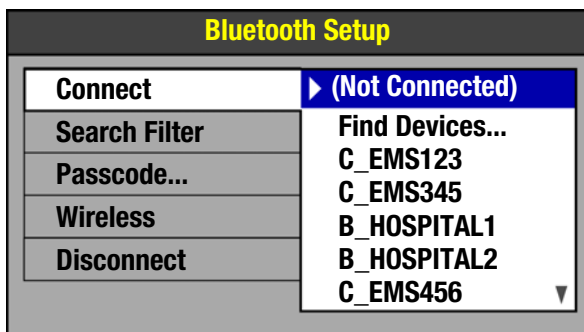 Bluetooth Setup
Connect
Search Filter
Passcode...
Wireless
Disconnect
(Not Connected)
Find Devices...
C_EMS123
C_EMS345
B_HOSPITAL1
B_HOSPITAL2
C_EMS456